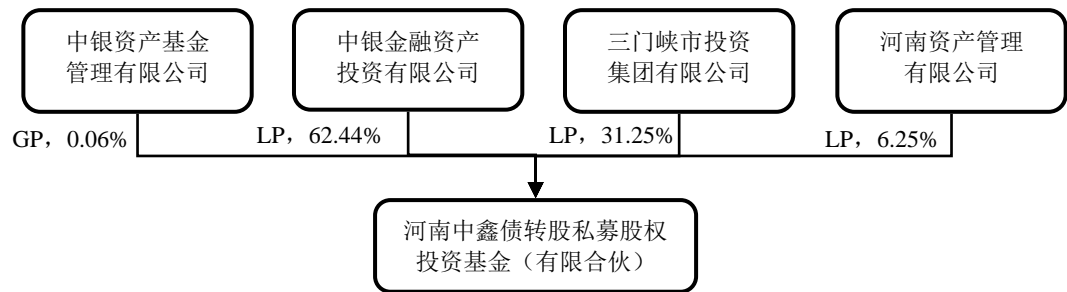 中银资产基金
管理有限公司
中银金融资产
投资有限公司
三门峡市投资
集团有限公司
河南资产管理
有限公司
GP，0.06%
LP，62.44%
LP，31.25%
LP，6.25%
河南中鑫债转股私募股权
投资基金（有限合伙）